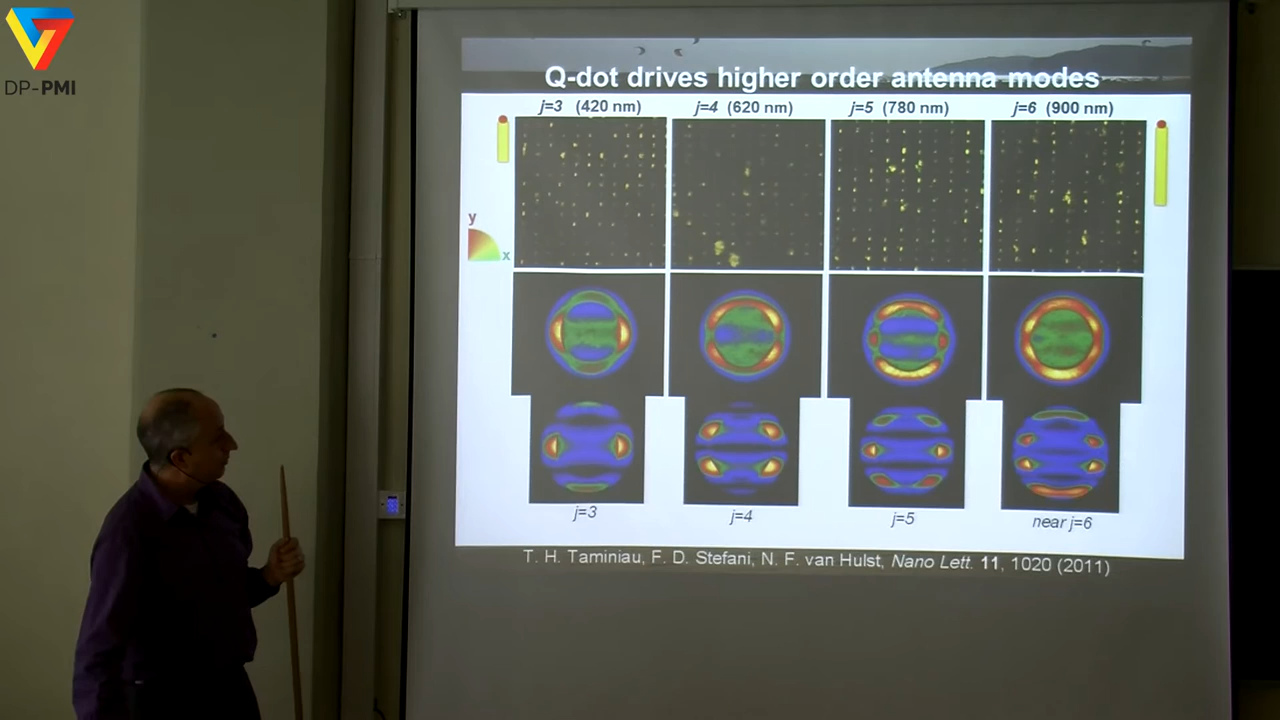 DP-PMI
Q-dot drives higher order antenna modes
j=3 (420 nm)
j=4 (620 nm)
j=5 (780 nm)
j=6 (900 nm)
y
x
j=3
j=4
j=5
near j=6
T. H. Taminiau, F. D. Stefani, N. F. van Hulst, Nano Lett. 11, 1020 (2011)